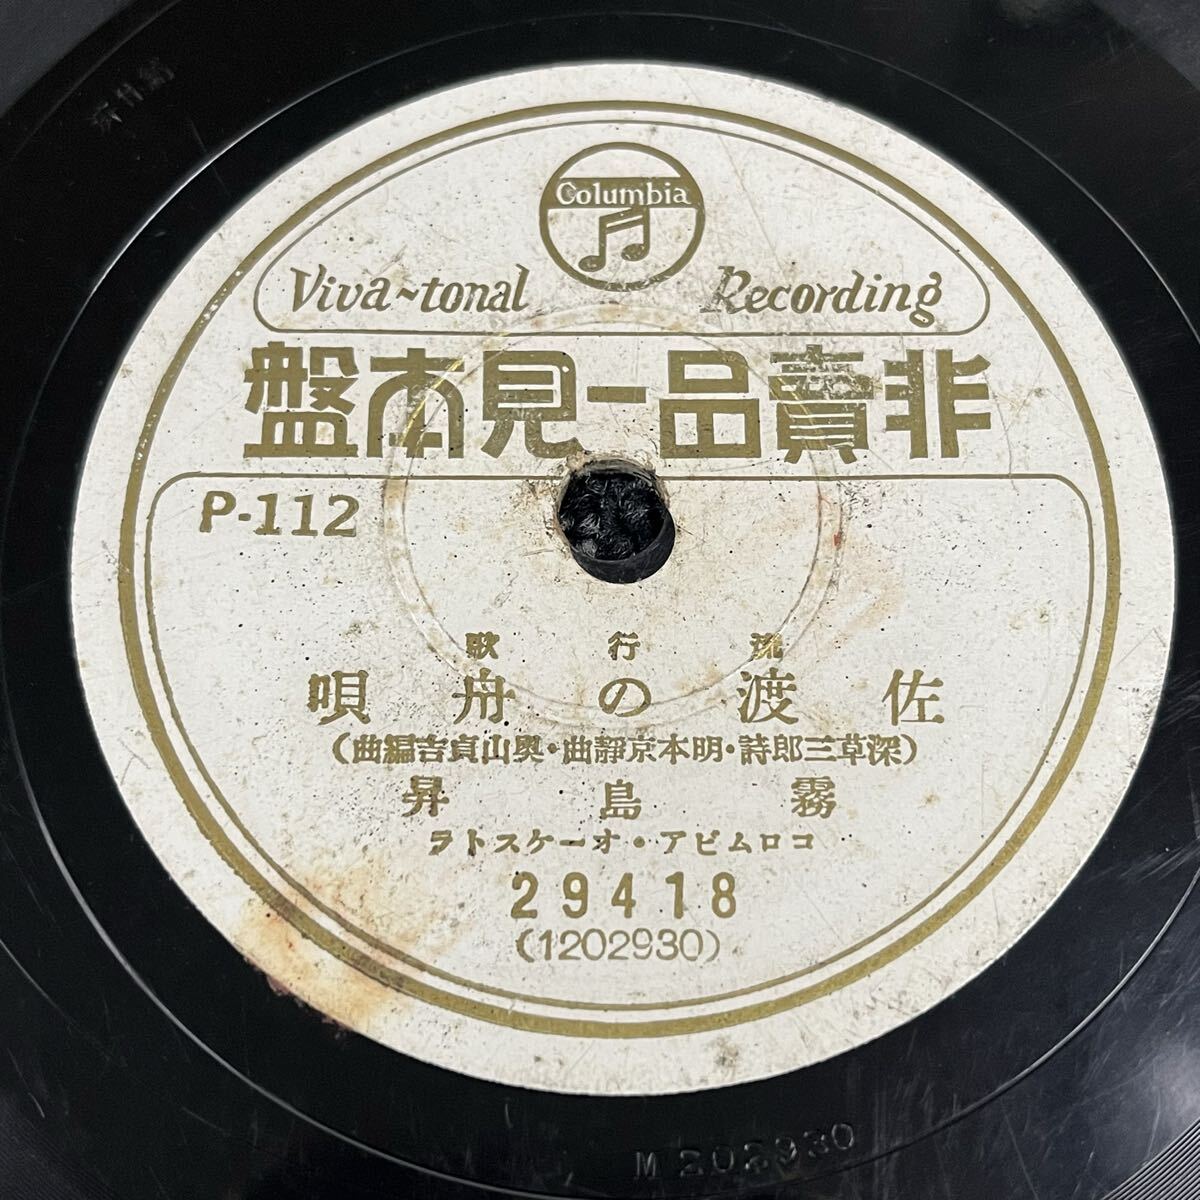 Columbia
Viva-tonal Recording
非賣品—見本盤
P-112
流行歌
佐渡の舟唄
(深草三郎詩・明本京靜曲・奥山貞吉編曲)
霧島昇
コロムビア・オーケストラ
29418
(1202930)
M 202930